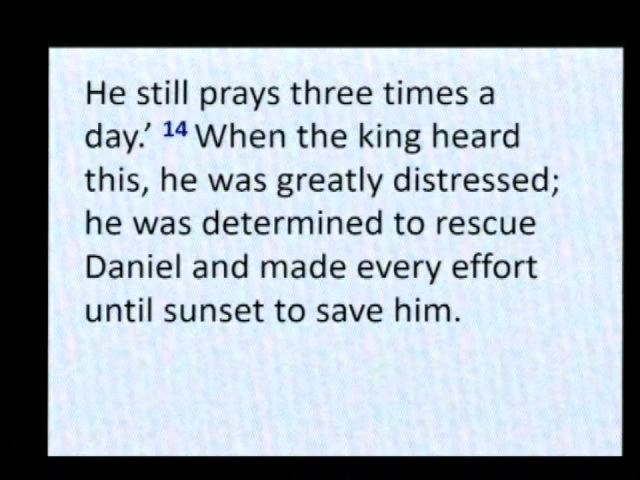 He still prays three times a
day.’ 14 When the king heard
this, he was greatly distressed;
he was determined to rescue
Daniel and made every effort
until sunset to save him.